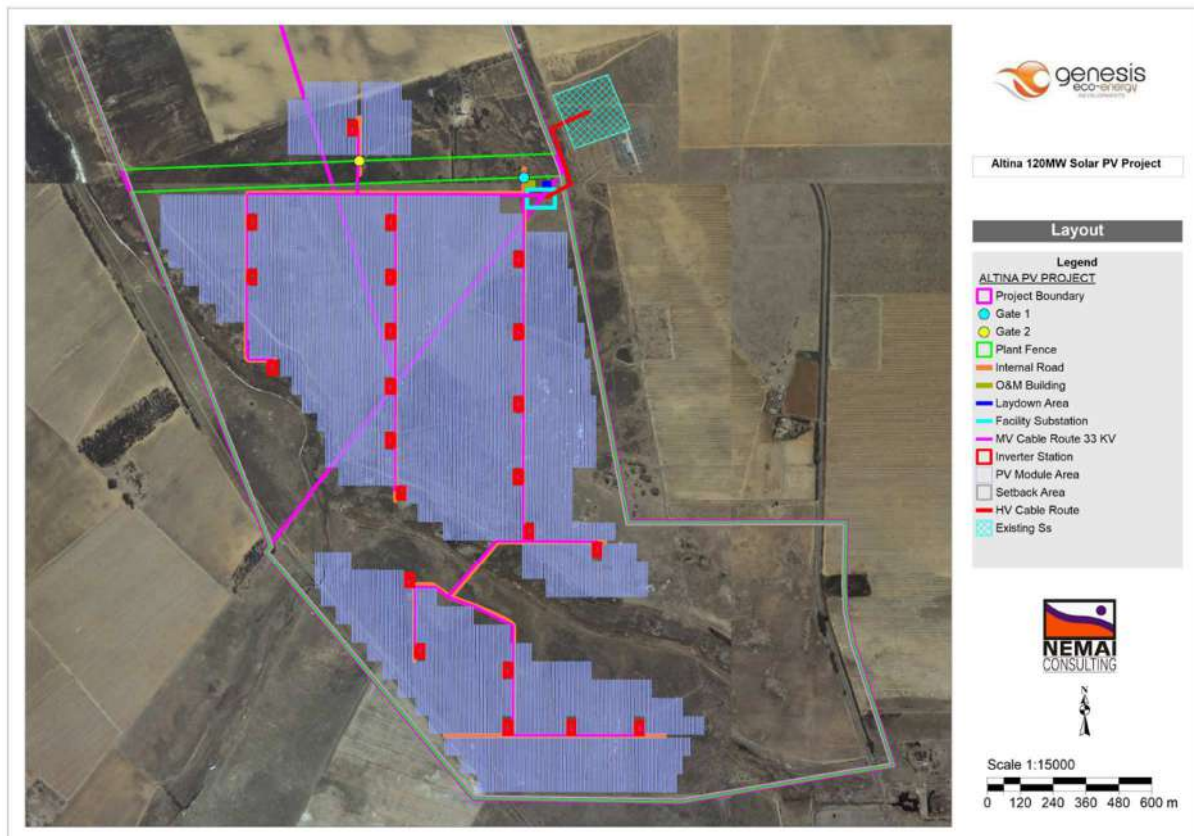 genesis
eco-energy
DEVELOPMENTS
Altina 120MW Solar PV Project
Layout
Legend
ALTINA PV PROJECT
Project Boundary
Gate 1
Gate 2
Plant Fence
Internal Road
O&M Building
Laydown Area
Facility Substation
MV Cable Route 33 KV
Inverter Station
PV Module Area
Setback Area
HV Cable Route
Existing Ss
NEMAI
CONSULTING
N
Scale 1:15000
0 120 240 360 480 600 m